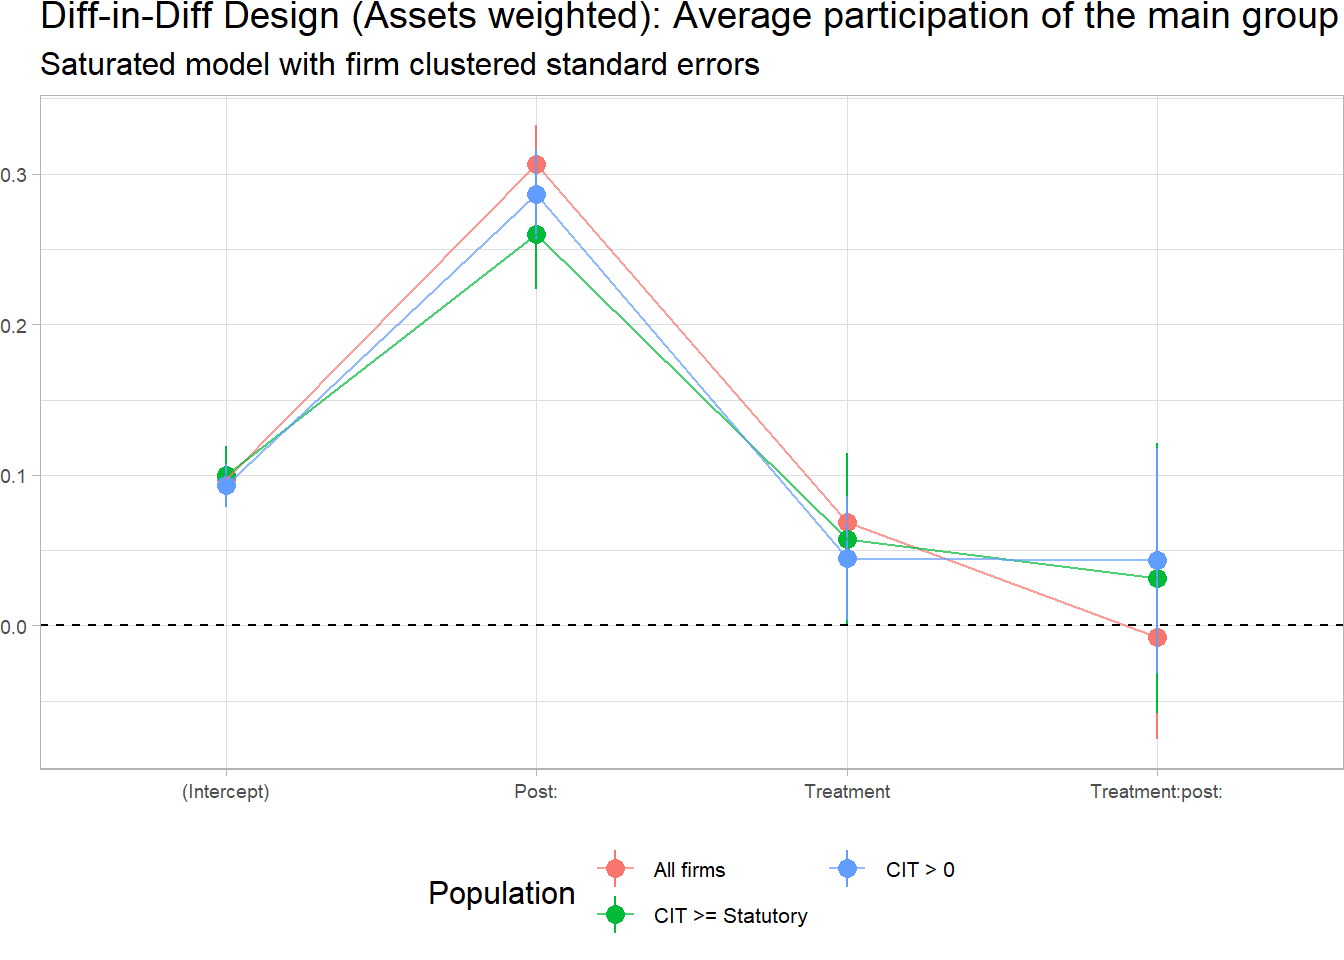 Diff-in-Diff Design (Assets weighted): Average participation of the main group
Saturated model with firm clustered standard errors
0.3
0.2
0.1
0.0
(Intercept)
Post:
Treatment
Treatment:post:
Population
All firms
CIT > 0
CIT >= Statutory